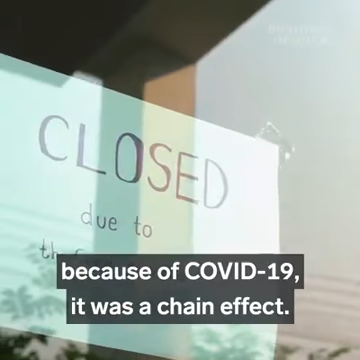 CLOSED
due to
because of COVID-19,
it was a chain effect.